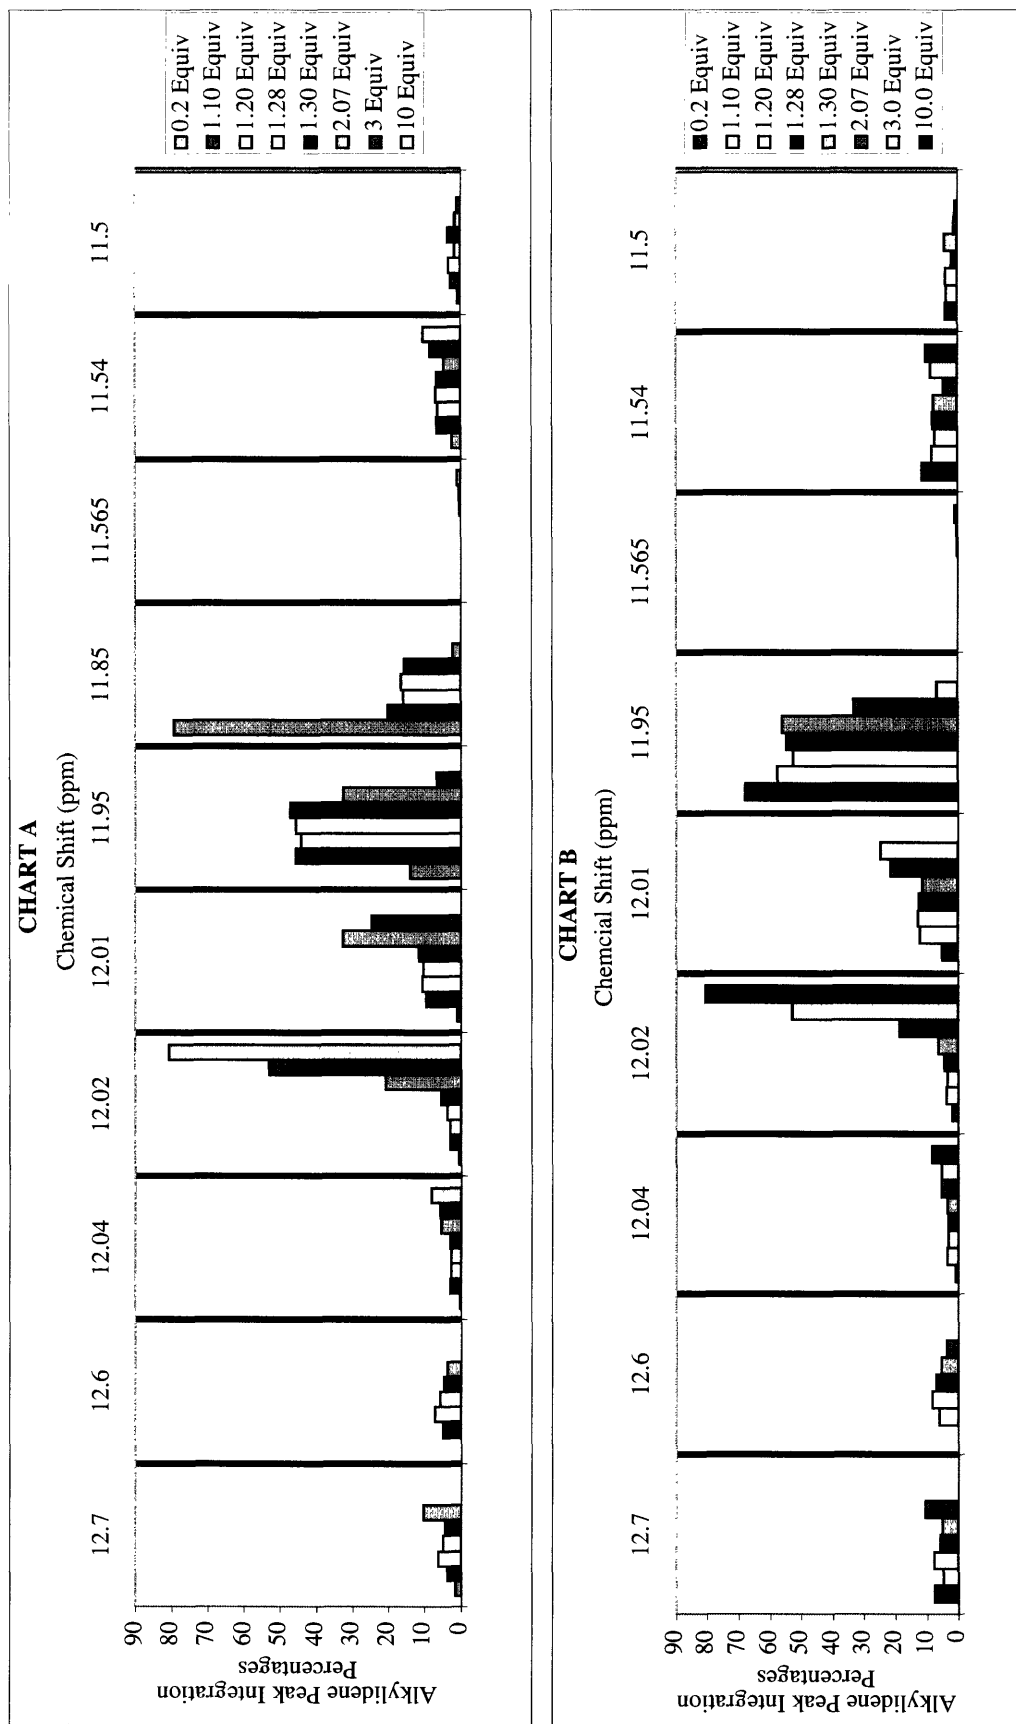 CHART A
Chemical Shift (ppm)
12.7
12.6
12.04
12.02
12.01
11.95
11.85
11.565
11.54
11.5
90
80
70
60
50
40
30
20
10
0
Alkylidene Peak Integration
Percentages
0.2 Equiv
1.10 Equiv
1.20 Equiv
1.28 Equiv
1.30 Equiv
2.07 Equiv
3 Equiv
10 Equiv
CHART B
Chemcial Shift (ppm)
12.7
12.6
12.04
12.02
12.01
11.95
11.565
11.54
11.5
90
80
70
60
50
40
30
20
10
0
Alkylidene Peak Integration
Percentages
0.2 Equiv
1.10 Equiv
1.20 Equiv
1.28 Equiv
1.30 Equiv
2.07 Equiv
3.0 Equiv
10.0 Equiv